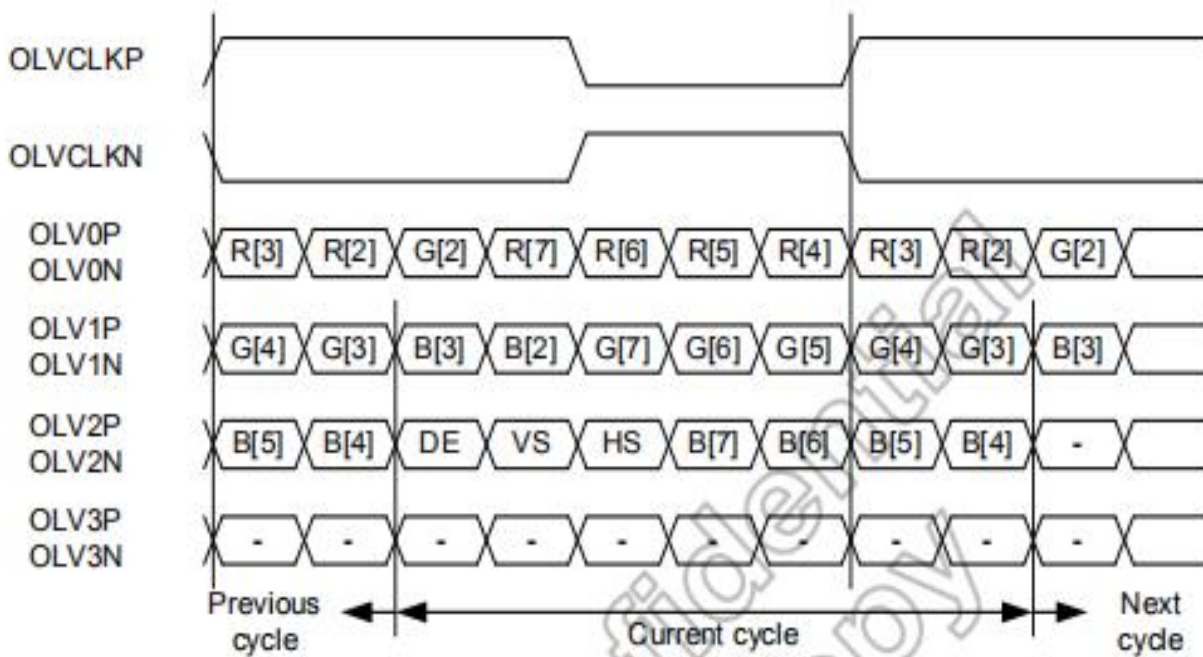 OLVCLKP
OLVCLKN
OLV0P
OLV0N
R[3] R[2] G[2] R[7] R[6] R[5] R[4] R[3] R[2] G[2]
OLV1P
OLV1N
G[4] G[3] B[3] B[2] G[7] G[6] G[5] G[4] G[3] B[3]
OLV2P
OLV2N
B[5] B[4] DE VS HS B[7] B[6] B[5] B[4] -
OLV3P
OLV3N
- - - - - - - - - -
Previous
cycle
Current cycle
Next
cycle